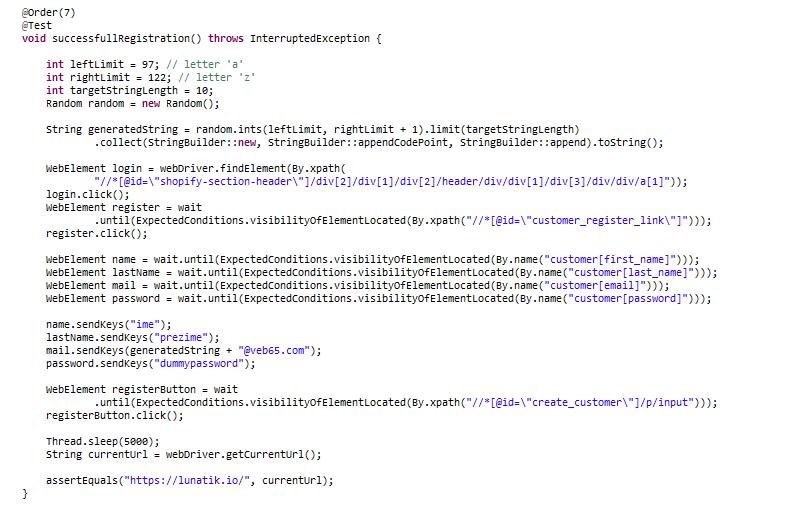 @Order(7)
@Test
void successfullRegistration() throws InterruptedException {
int leftLimit = 97; // letter 'a'
int rightLimit = 122; // letter 'z'
int targetStringLength = 10;
Random random = new Random();
String generatedString = random.ints(leftLimit, rightLimit + 1).limit(targetStringLength)
.collect(StringBuilder::new, StringBuilder::appendCodePoint, StringBuilder::append).toString();
WebElement login = webDriver.findElement(By.xpath(
"//*[@id=\"shopify-section-header\"]/div[2]/div[1]/div[2]/header/div/div[1]/div[3]/div/div/a[1]"));
login.click();
WebElement register = wait
.until(ExpectedConditions.visibilityOfElementLocated(By.xpath("//*[@id=\"customer_register_link\"]")));
register.click();
WebElement name = wait.until(ExpectedConditions.visibilityOfElementLocated(By.name("customer[first_name]")));
WebElement lastName = wait.until(ExpectedConditions.visibilityOfElementLocated(By.name("customer[last_name]")));
WebElement mail = wait.until(ExpectedConditions.visibilityOfElementLocated(By.name("customer[email]")));
WebElement password = wait.until(ExpectedConditions.visibilityOfElementLocated(By.name("customer[password]")));
name.sendKeys("ime");
lastName.sendKeys("prezime");
mail.sendKeys(generatedString + "@veb65.com");
password.sendKeys("dummypassword");
WebElement registerButton = wait
.until(ExpectedConditions.visibilityOfElementLocated(By.xpath("//*[@id=\"create_customer\"]/p/input")));
registerButton.click();
Thread.sleep(5000);
String currentUrl = webDriver.getCurrentUrl();
assertEquals("https://lunatik.io/", currentUrl);
}